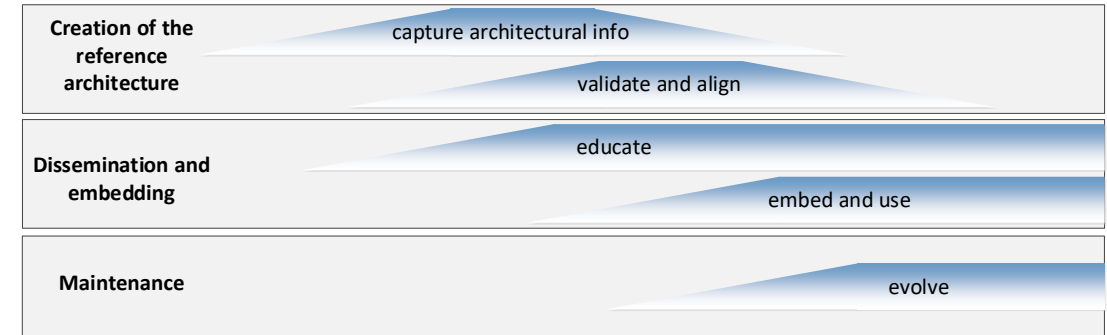 Creation of the
reference
architecture
capture architectural info
validate and align
Dissemination and
embedding
educate
embed and use
Maintenance
evolve